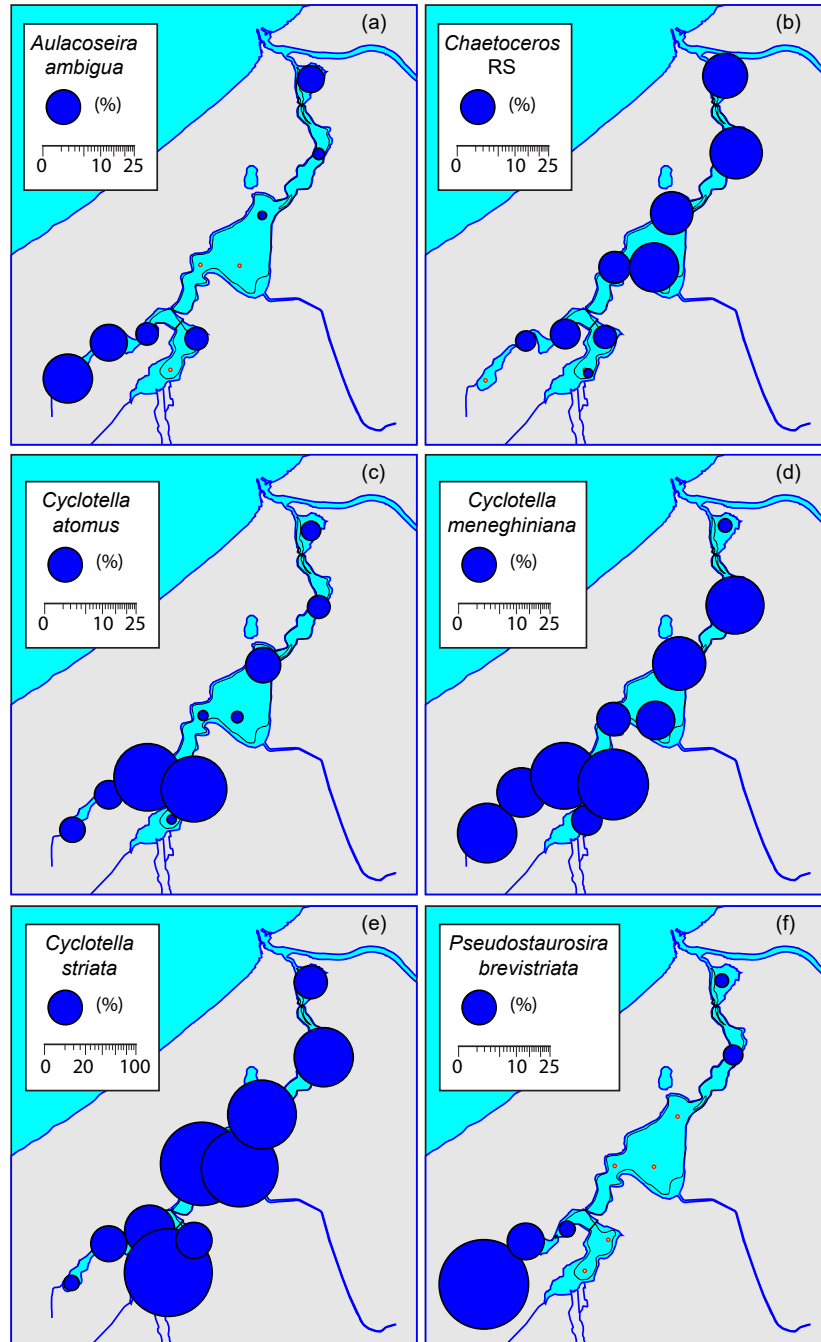 (a)
Aulacoseira
ambigua
(%)
0 10 25
(b)
Chaetoceros
RS
(%)
0 10 25
(c)
Cyclotella
atomus
(%)
0 10 25
(d)
Cyclotella
meneghiniana
(%)
0 10 25
(e)
Cyclotella
striata
(%)
0 20 100
(f)
Pseudostaurosira
brevistriata
(%)
0 10 25